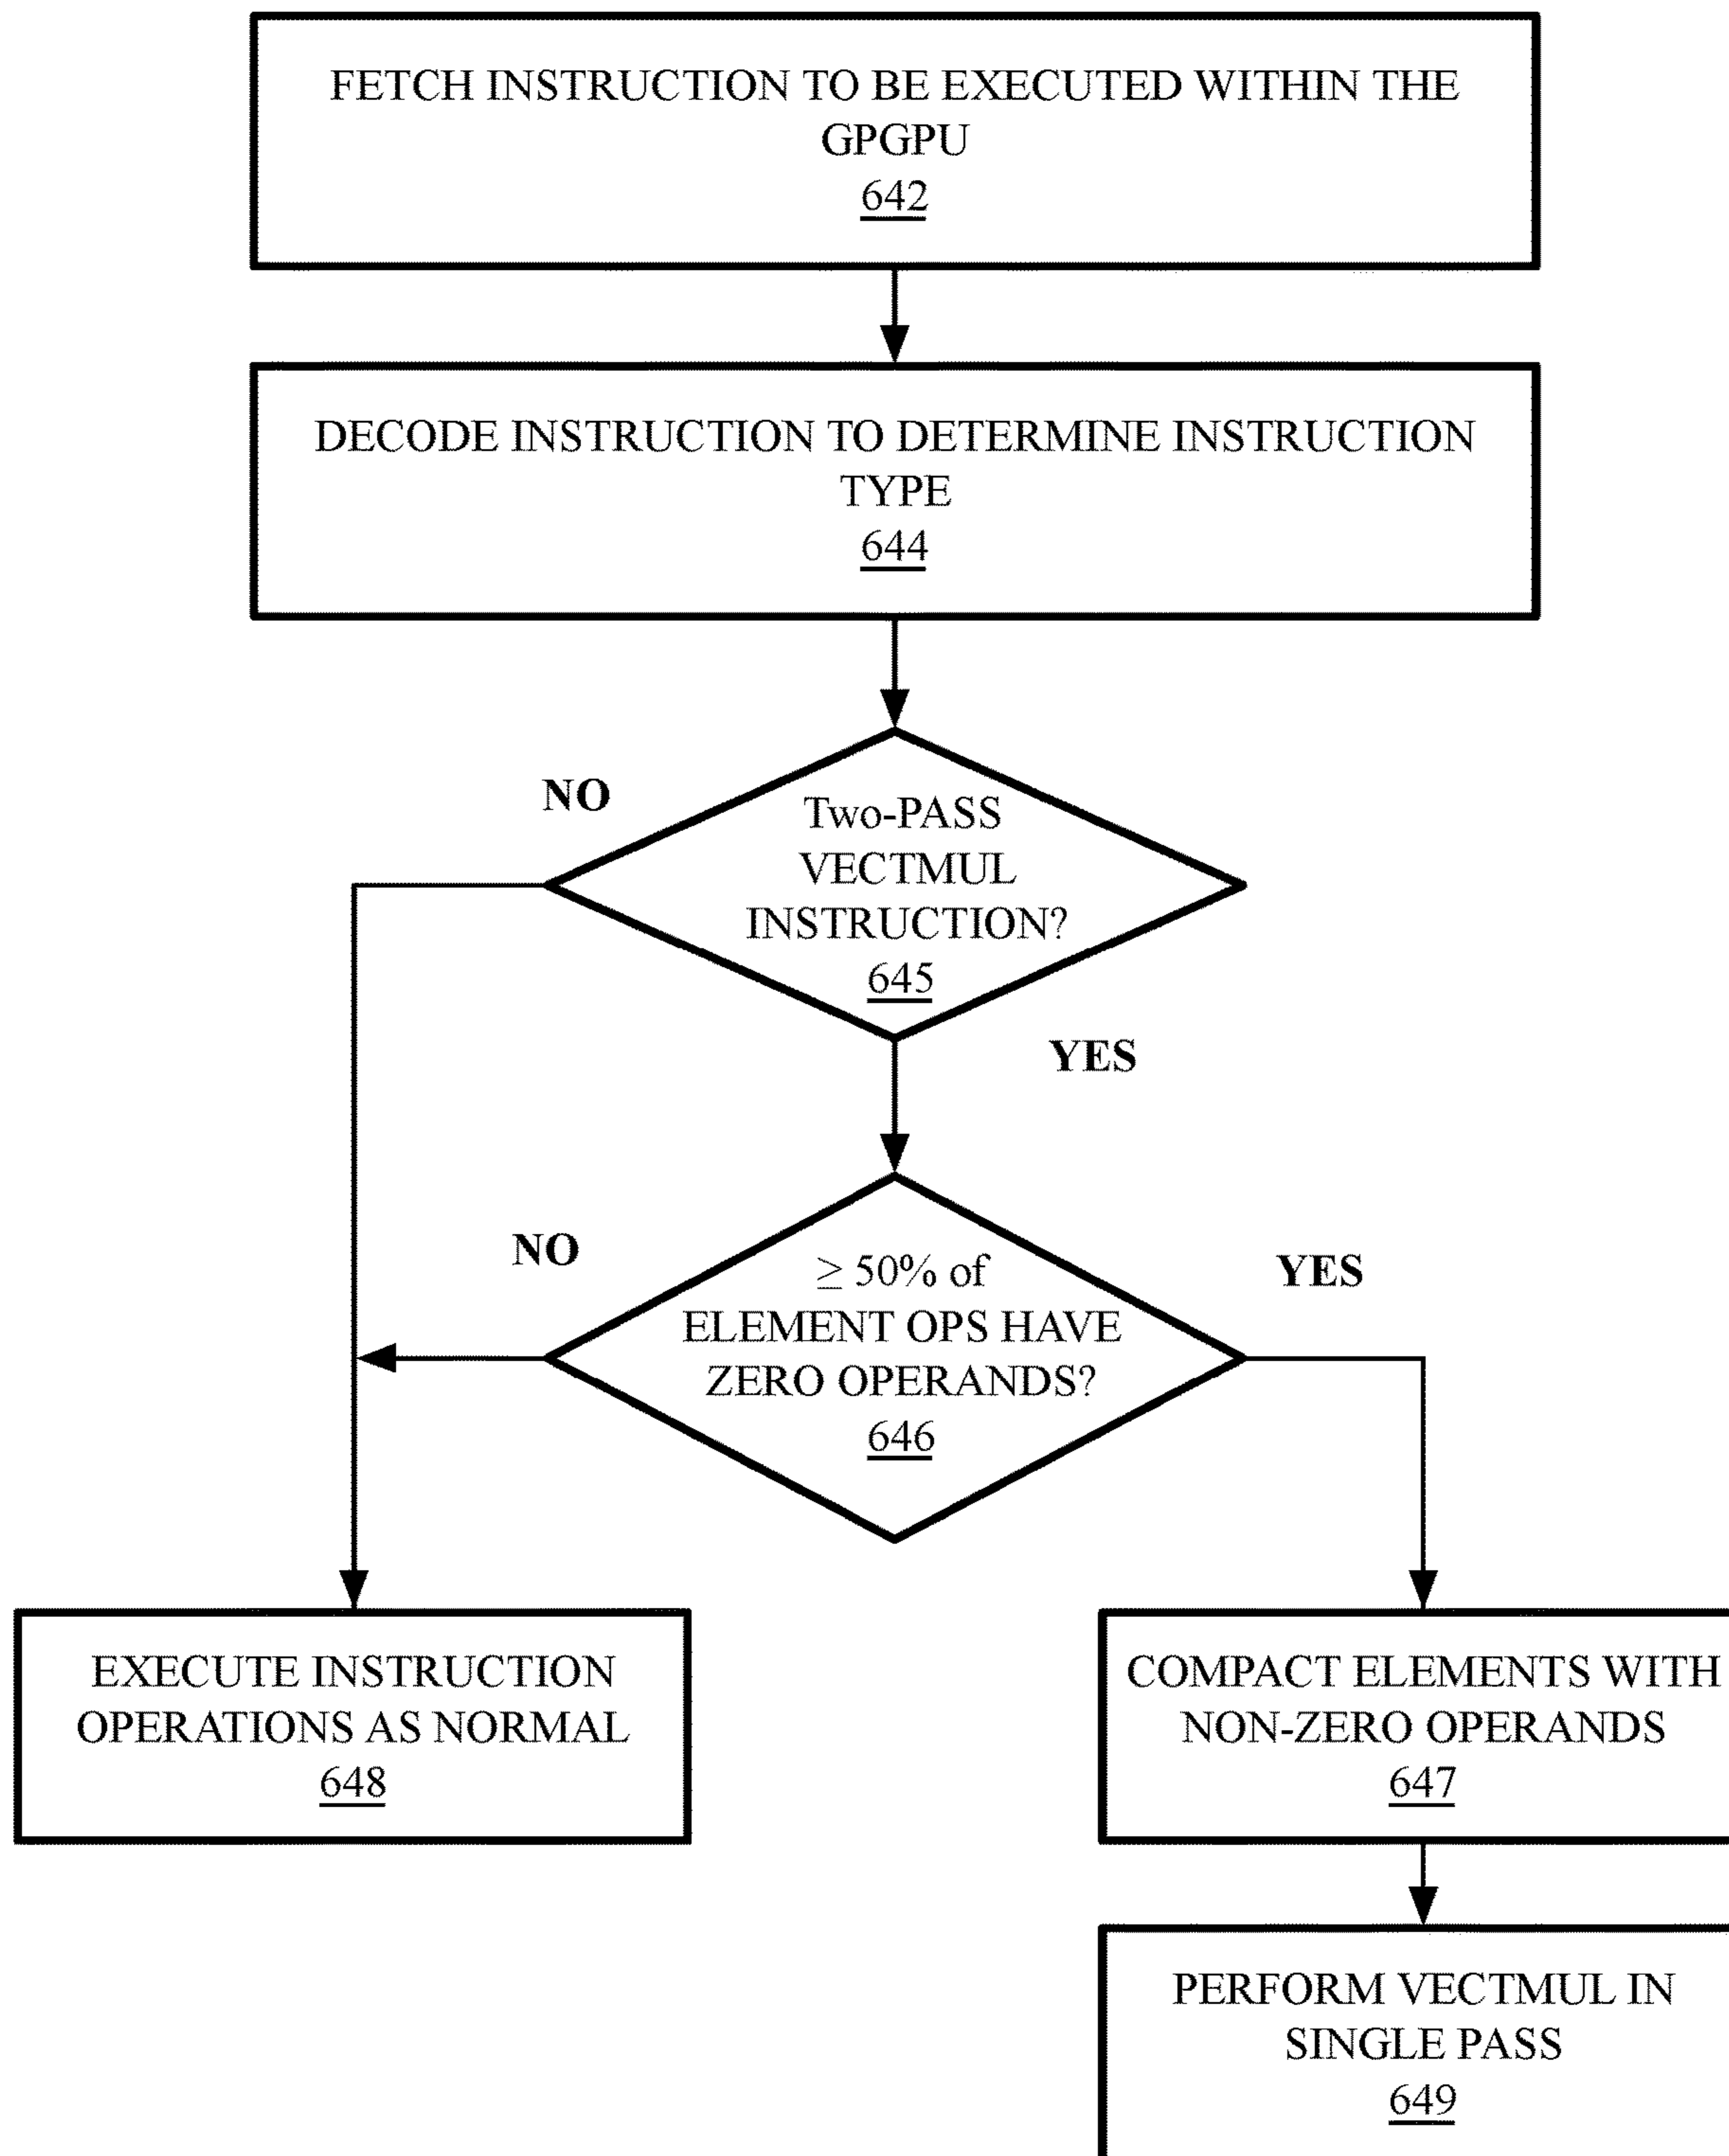 FETCH INSTRUCTION TO BE EXECUTED WITHIN THE
GPGPU
642
DECODE INSTRUCTION TO DETERMINE INSTRUCTION
TYPE
644
NO
Two-PASS
VECTMUL
INSTRUCTION?
645
YES
NO
≥ 50% of
ELEMENT OPS HAVE
ZERO OPERANDS?
646
YES
EXECUTE INSTRUCTION
OPERATIONS AS NORMAL
648
COMPACT ELEMENTS WITH
NON-ZERO OPERANDS
647
PERFORM VECTMUL IN
SINGLE PASS
649